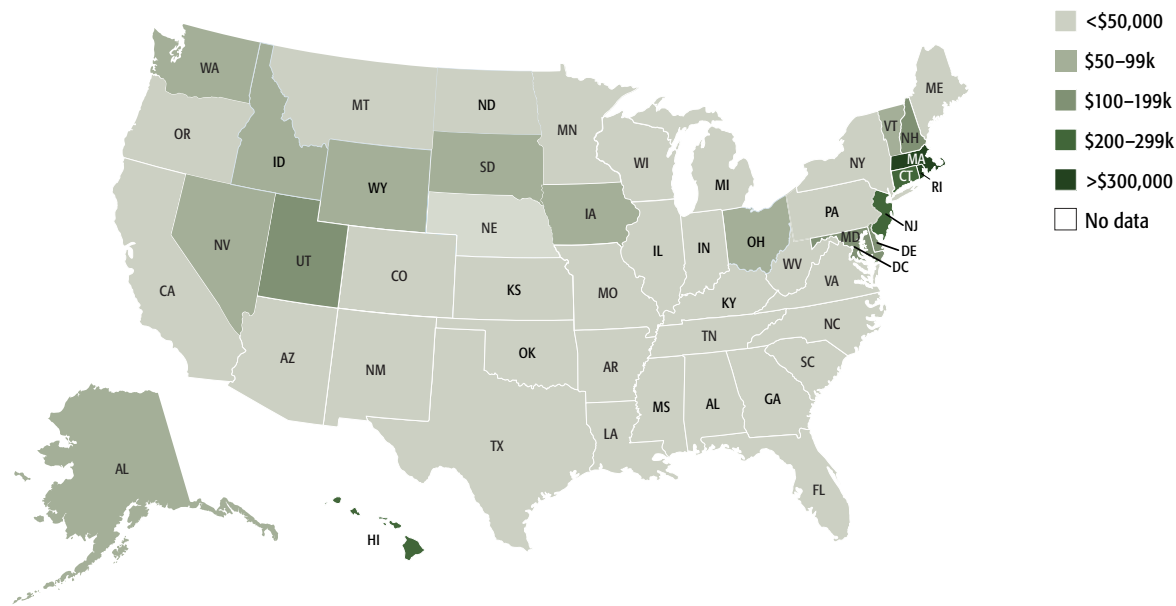 <$50,000
$50–99k
$100–199k
$200–299k
>$300,000
No data
WA
OR
CA
NV
ID
MT
WY
UT
AZ
CO
NM
ND
SD
NE
KS
OK
TX
MN
IA
MO
AR
LA
WI
IL
MI
IN
OH
KY
TN
MS
AL
GA
FL
SC
NC
VA
WV
PA
NY
VT
NH
ME
MA
CT
RI
NJ
DE
MD
DC
AL
HI